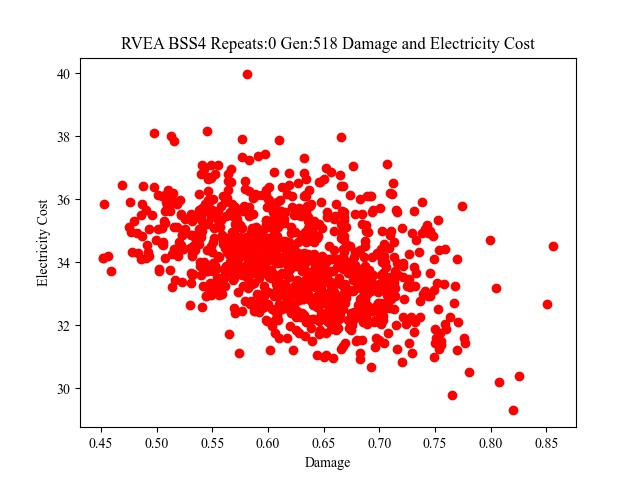 RVEA BSS4 Repeats:0 Gen:518 Damage and Electricity Cost
40
38
36
34
32
30
Electricity Cost
0.45 0.50 0.55 0.60 0.65 0.70 0.75 0.80 0.85
Damage